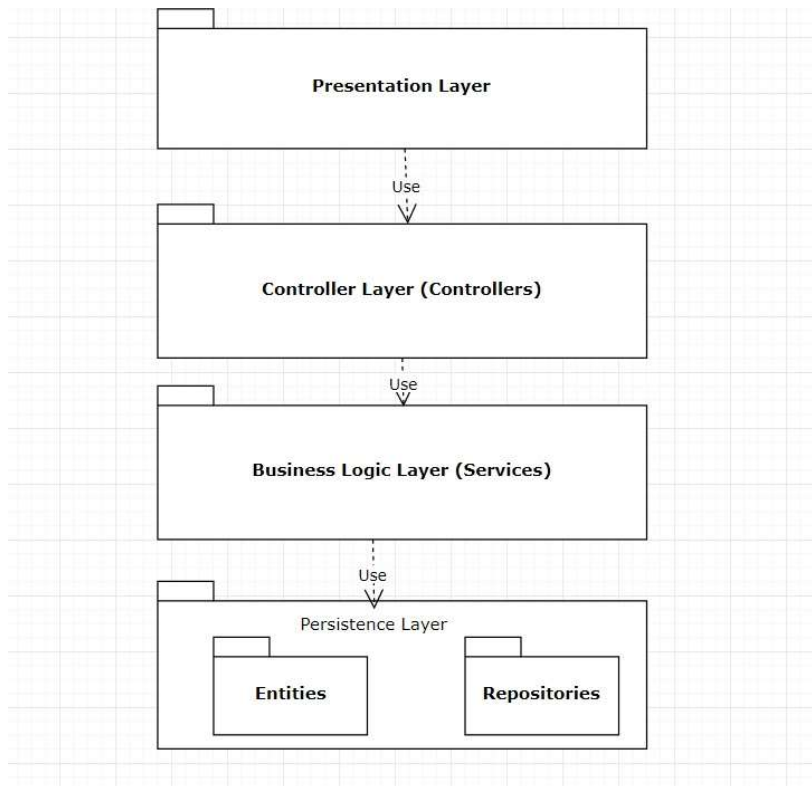 Presentation Layer
Use
Controller Layer (Controllers)
Use
Business Logic Layer (Services)
Use
Persistence Layer
Entities
Repositories